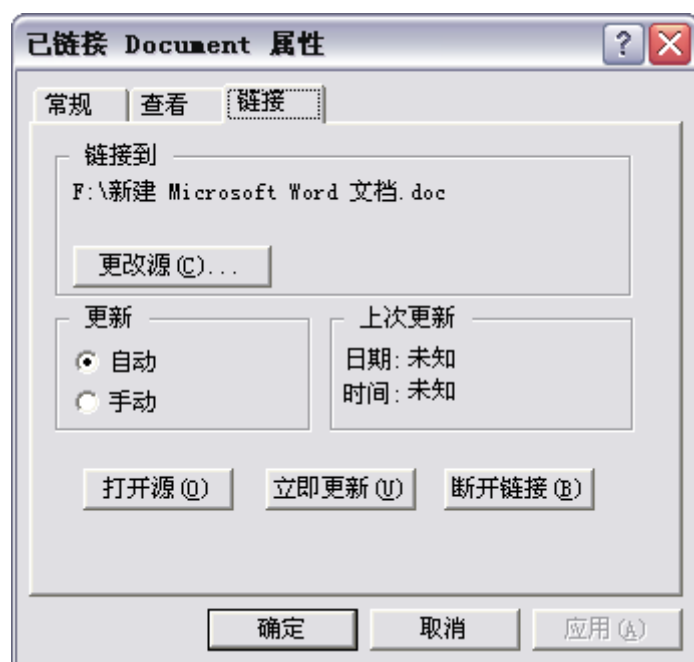 已链接 Document 属性
常规 查看 链接
链接到
F:\新建 Microsoft Word 文档.doc
更改源(C)...
更新 上次更新
自动 日期: 未知
手动 时间: 未知
打开源(O) 立即更新(U) 断开链接(B)
确定 取消 应用(A)